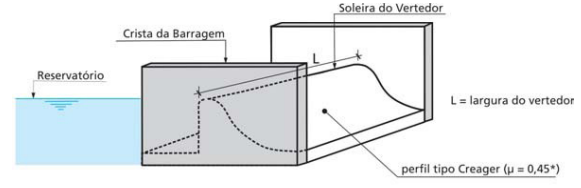 Soleira do Vertedor
Crista da Barragem
L
Reservatório
L = largura do vertedor
perfil tipo Creager (µ = 0,45*)